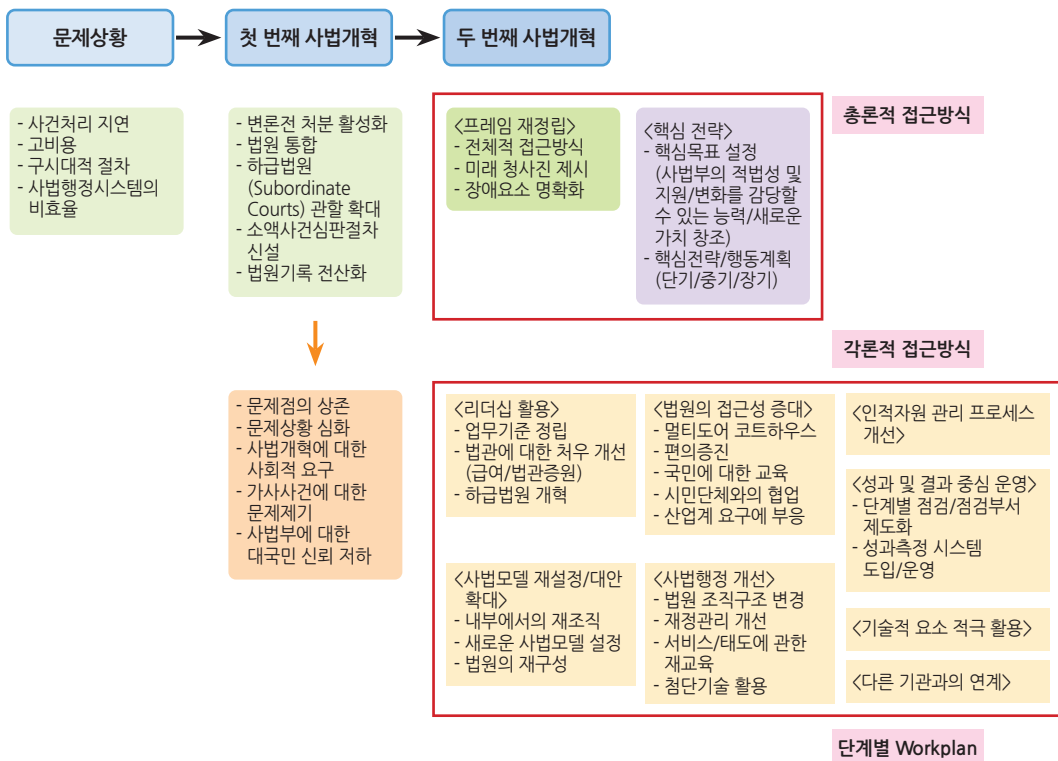 문제상황
첫 번째 사법개혁
두 번째 사법개혁
- 사건처리 지연
- 고비용
- 구시대적 절차
- 사법행정시스템의
비효율
- 변론전 처분 활성화
- 법원 통합
- 하급법원
(Subordinate
Courts) 관할 확대
- 소액사건심판절차
신설
- 법원기록 전산화
<프레임 재정립>
- 전체적 접근방식
- 미래 청사진 제시
- 장애요소 명확화
<핵심 전략>
- 핵심목표 설정
(사법부의 적법성 및
지원/변화를 감당할
수 있는 능력/새로운
가치 창조)
- 핵심전략/행동계획
(단기/중기/장기)
총론적 접근방식
각론적 접근방식
- 문제점의 상존
- 문제상황 심화
- 사법개혁에 대한
사회적 요구
- 가사사건에 대한
문제제기
- 사법부에 대한
대국민 신뢰 저하
<리더십 활용>
- 업무기준 정립
- 법관에 대한 처우 개선
(급여/법관증원)
- 하급법원 개혁
<법원의 접근성 증대>
- 멀티도어 코트하우스
- 편의증진
- 국민에 대한 교육
- 시민단체와의 협업
- 산업계 요구에 부응
<인적자원 관리 프로세스
개선>
<성과 및 결과 중심 운영>
- 단계별 점검/점검부서
제도화
- 성과측정 시스템
도입/운영
<사법모델 재설정/대안
확대>
- 내부에서의 재조직
- 새로운 사법모델 설정
- 법원의 재구성
<사법행정 개선>
- 법원 조직구조 변경
- 재정관리 개선
- 서비스/태도에 관한
재교육
- 첨단기술 활용
<기술적 요소 적극 활용>
<다른 기관과의 연계>
단계별 Workplan